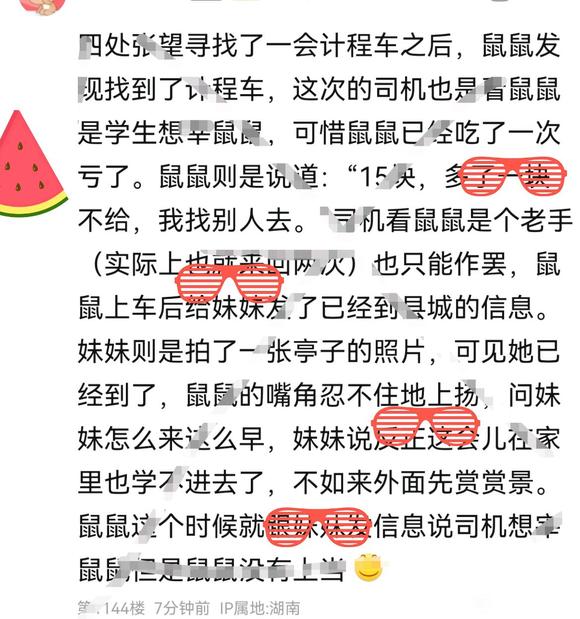 四处张望寻找了一会计程车之后，鼠鼠发
现找到了计程车，这次的司机也是看鼠鼠
是学生想宰鼠鼠，可惜鼠鼠已经吃了一次
亏了。鼠鼠则是说道：“15块，多了一块
不给，我找别人去。”司机看鼠鼠是个老手
（实际上也就来回两次）也只能作罢，鼠
鼠上车后给妹妹发了已经到县城的信息。
妹妹则是拍了一张亭子的照片，可见她已
经到了，鼠鼠的嘴角忍不住地上扬，问妹
妹怎么来这么早，妹妹说反正这会儿在家
里也学不进去了，不如来外面先赏赏景。
鼠鼠这个时候就跟妹妹发信息说司机想宰
鼠鼠但是鼠鼠没有上当
144楼 7分钟前 IP属地:湖南